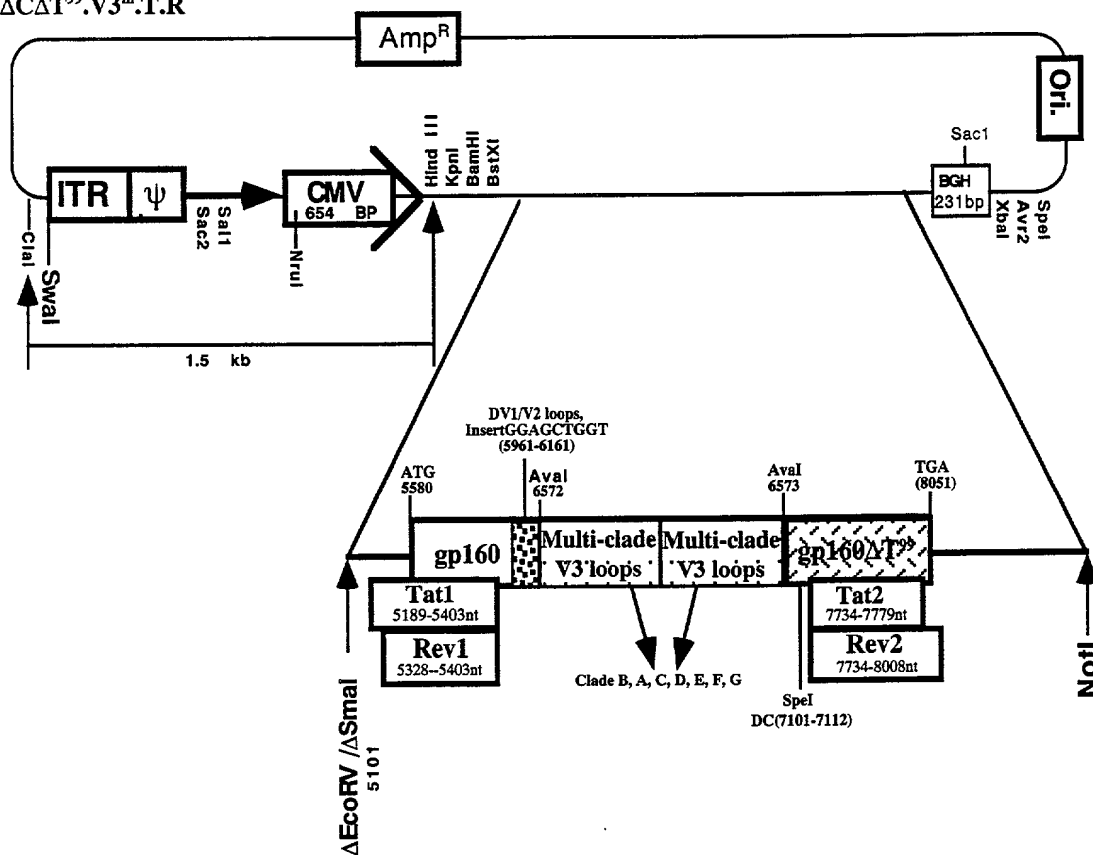 ΔCΔT⁹⁹.V3ᵐ.T.R
Ampᴿ
Ori.
Sac1
Hind III
KpnI
BamHI
BstXI
ITR
ψ
CMV
654 BP
BGH
231bp
SpeI
Avr2
XbaI
ClaI
SwaI
Sac2
Sal1
NruI
1.5 kb
DV1/V2 loops,
InsertGGAGCTGGT
(5961-6161)
ATG
5580
AvaI
6572
AvaI
6573
TGA
(8051)
gp160
Multi-clade
V3 loops
Multi-clade
V3 loops
gp160ΔT⁹⁹
Tat1
5189-5403nt
Rev1
5328--5403nt
Tat2
7734-7779nt
Rev2
7734-8008nt
Clade B, A, C, D, E, F, G
SpeI
DC(7101-7112)
ΔEcoRV /ΔSmaI
5101
NotI